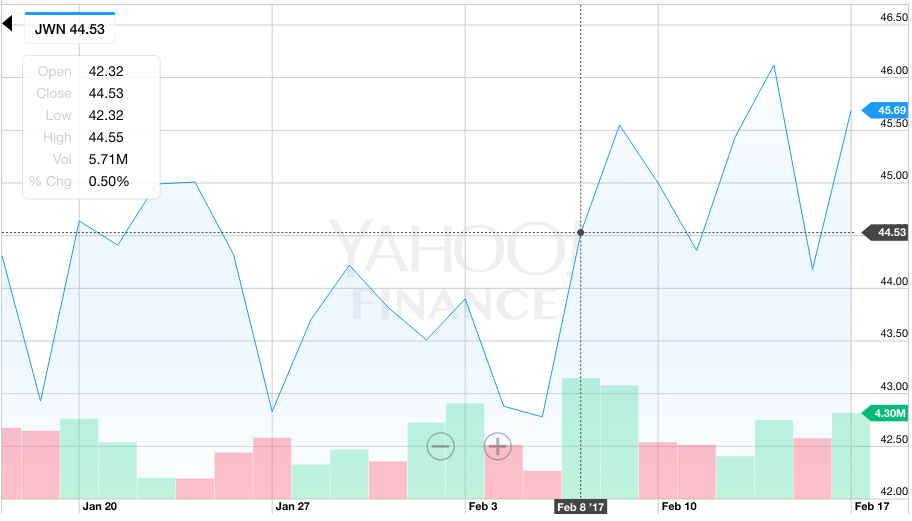 JWN 44.53
Open 42.32
Close 44.53
Low 42.32
High 44.55
Vol 5.71M
% Chg 0.50%
YAHOO!
FINANCE
46.50
46.00
45.69
45.50
45.00
44.53
44.00
43.50
43.00
4.30M
42.50
42.00
Jan 20 Jan 27 Feb 3 Feb 8 '17 Feb 10 Feb 17